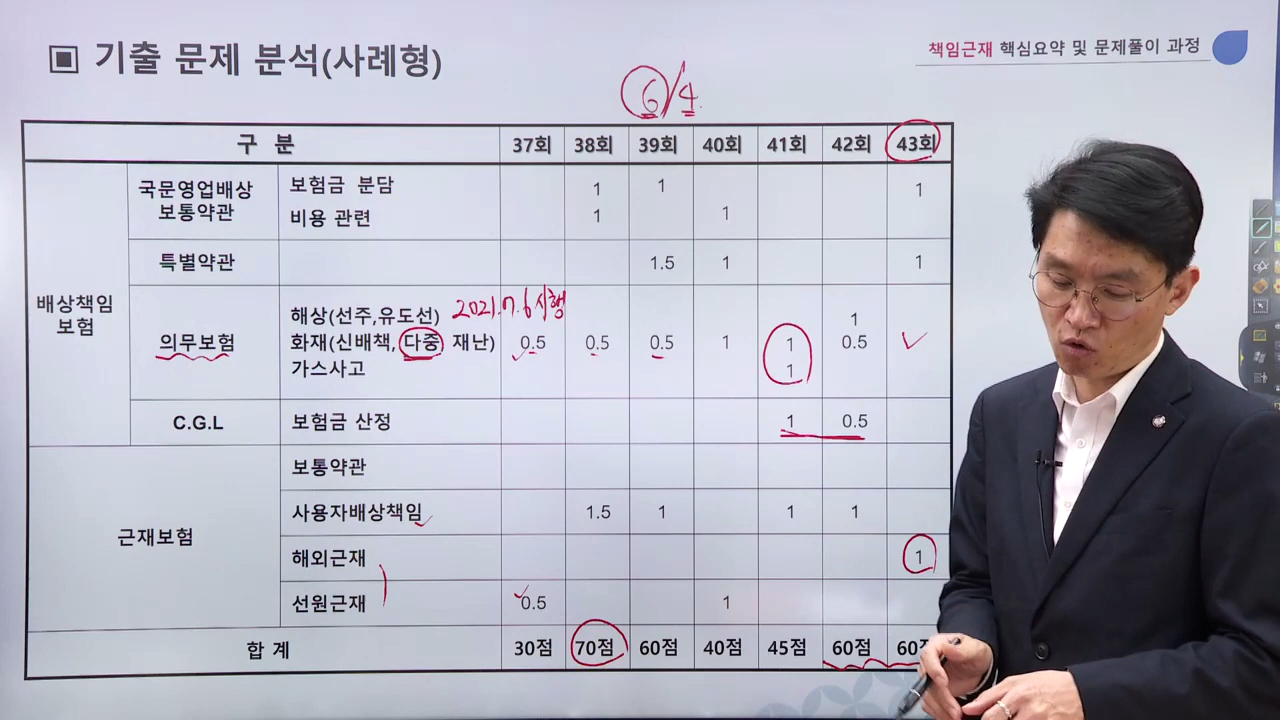 ▣ 기출 문제 분석(사례형)
책임근재 핵심요약 및 문제풀이 과정
6/4.
구 분 37회 38회 39회 40회 41회 42회 43회
배상책임보험
국문영업배상 보통약관
보험금 분담 1 1 1
비용 관련 1 1
특별약관 1.5 1 1
의무보험
해상(선주,유도선) 2021.7.6시행 1
화재(신배책, 다중 재난) 0.5 0.5 0.5 1 1 0.5
가스사고 1
C.G.L 보험금 산정 1 0.5
근재보험
보통약관
사용자배상책임 1.5 1 1 1
해외근재 1
선원근재 0.5 1
합 계 30점 70점 60점 40점 45점 60점 60